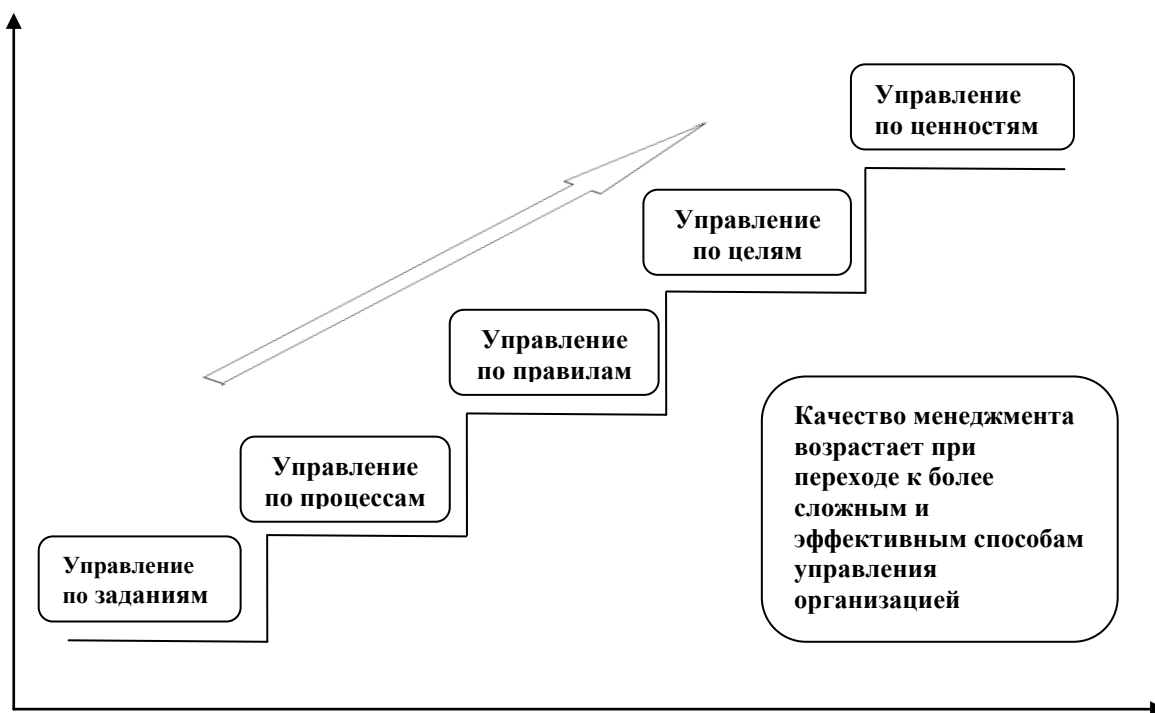 Управление
по ценностям
Управление
по целям
Управление
по правилам
Качество менеджмента
возрастает при
переходе к более
сложным и
эффективным способам
управления
организацией
Управление
по процессам
Управление
по заданиям